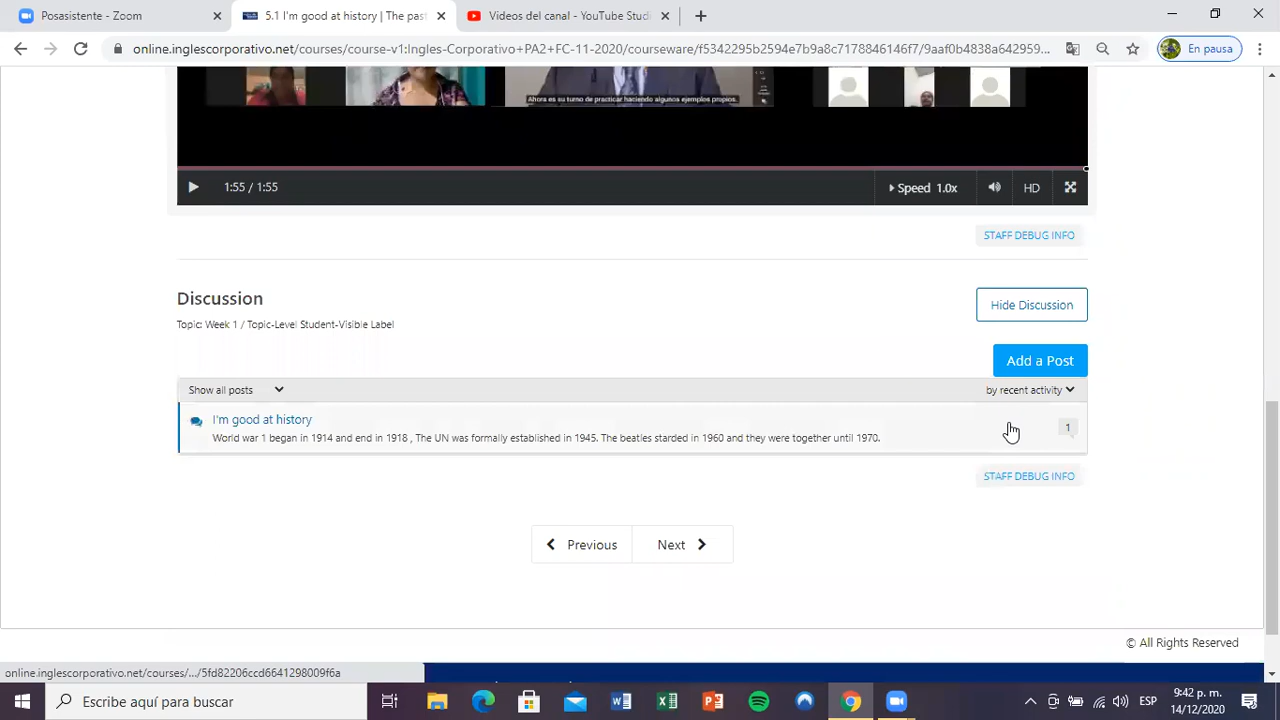 Posasistente - Zoom
5.1 I'm good at history | The past
Videos del canal - YouTube Studi
online.inglescorporativo.net/courses/course-v1:Ingles-Corporativo+PA2+FC-11-2020/courseware/f5342295b2594e7b9a8c7178846146f7/9aaf0b4838a642959...
En pausa
Ahora es su turno de practicar haciendo algunos ejemplos propios.
1:55 / 1:55
Speed 1.0x
HD
STAFF DEBUG INFO
Discussion
Hide Discussion
Topic: Week 1 / Topic-Level Student-Visible Label
Add a Post
Show all posts
by recent activity
I'm good at history
World war 1 began in 1914 and end in 1918 , The UN was formally established in 1945. The beatles starded in 1960 and they were together until 1970.
1
STAFF DEBUG INFO
Previous
Next
© All Rights Reserved
online.inglescorporativo.net/courses/.../5fd82206ccd6641298009f6a
Escribe aquí para buscar
ESP
9:42 p. m.
14/12/2020